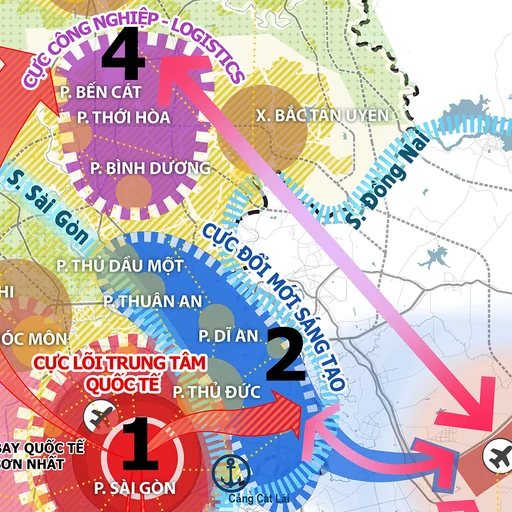 CỰC CÔNG NGHIỆP - LOGISTICS
4
P. BẾN CÁT
P. THỚI HÒA
X. BẮC TÂN UYÊN
P. BÌNH DƯƠNG
S. Đồng Nai
S. Sài Gòn
CỰC ĐỔI MỚI SÁNG TẠO
P. THỦ DẦU MỘT
HI
P. THUẬN AN
ÓC MÔN
P. DĨ AN
2
CỰC LÕI TRUNG TÂM
QUỐC TẾ
P. THỦ ĐỨC
1
BAY QUỐC TẾ
SƠN NHẤT
P. SÀI GÒN
Cảng Cát Lái